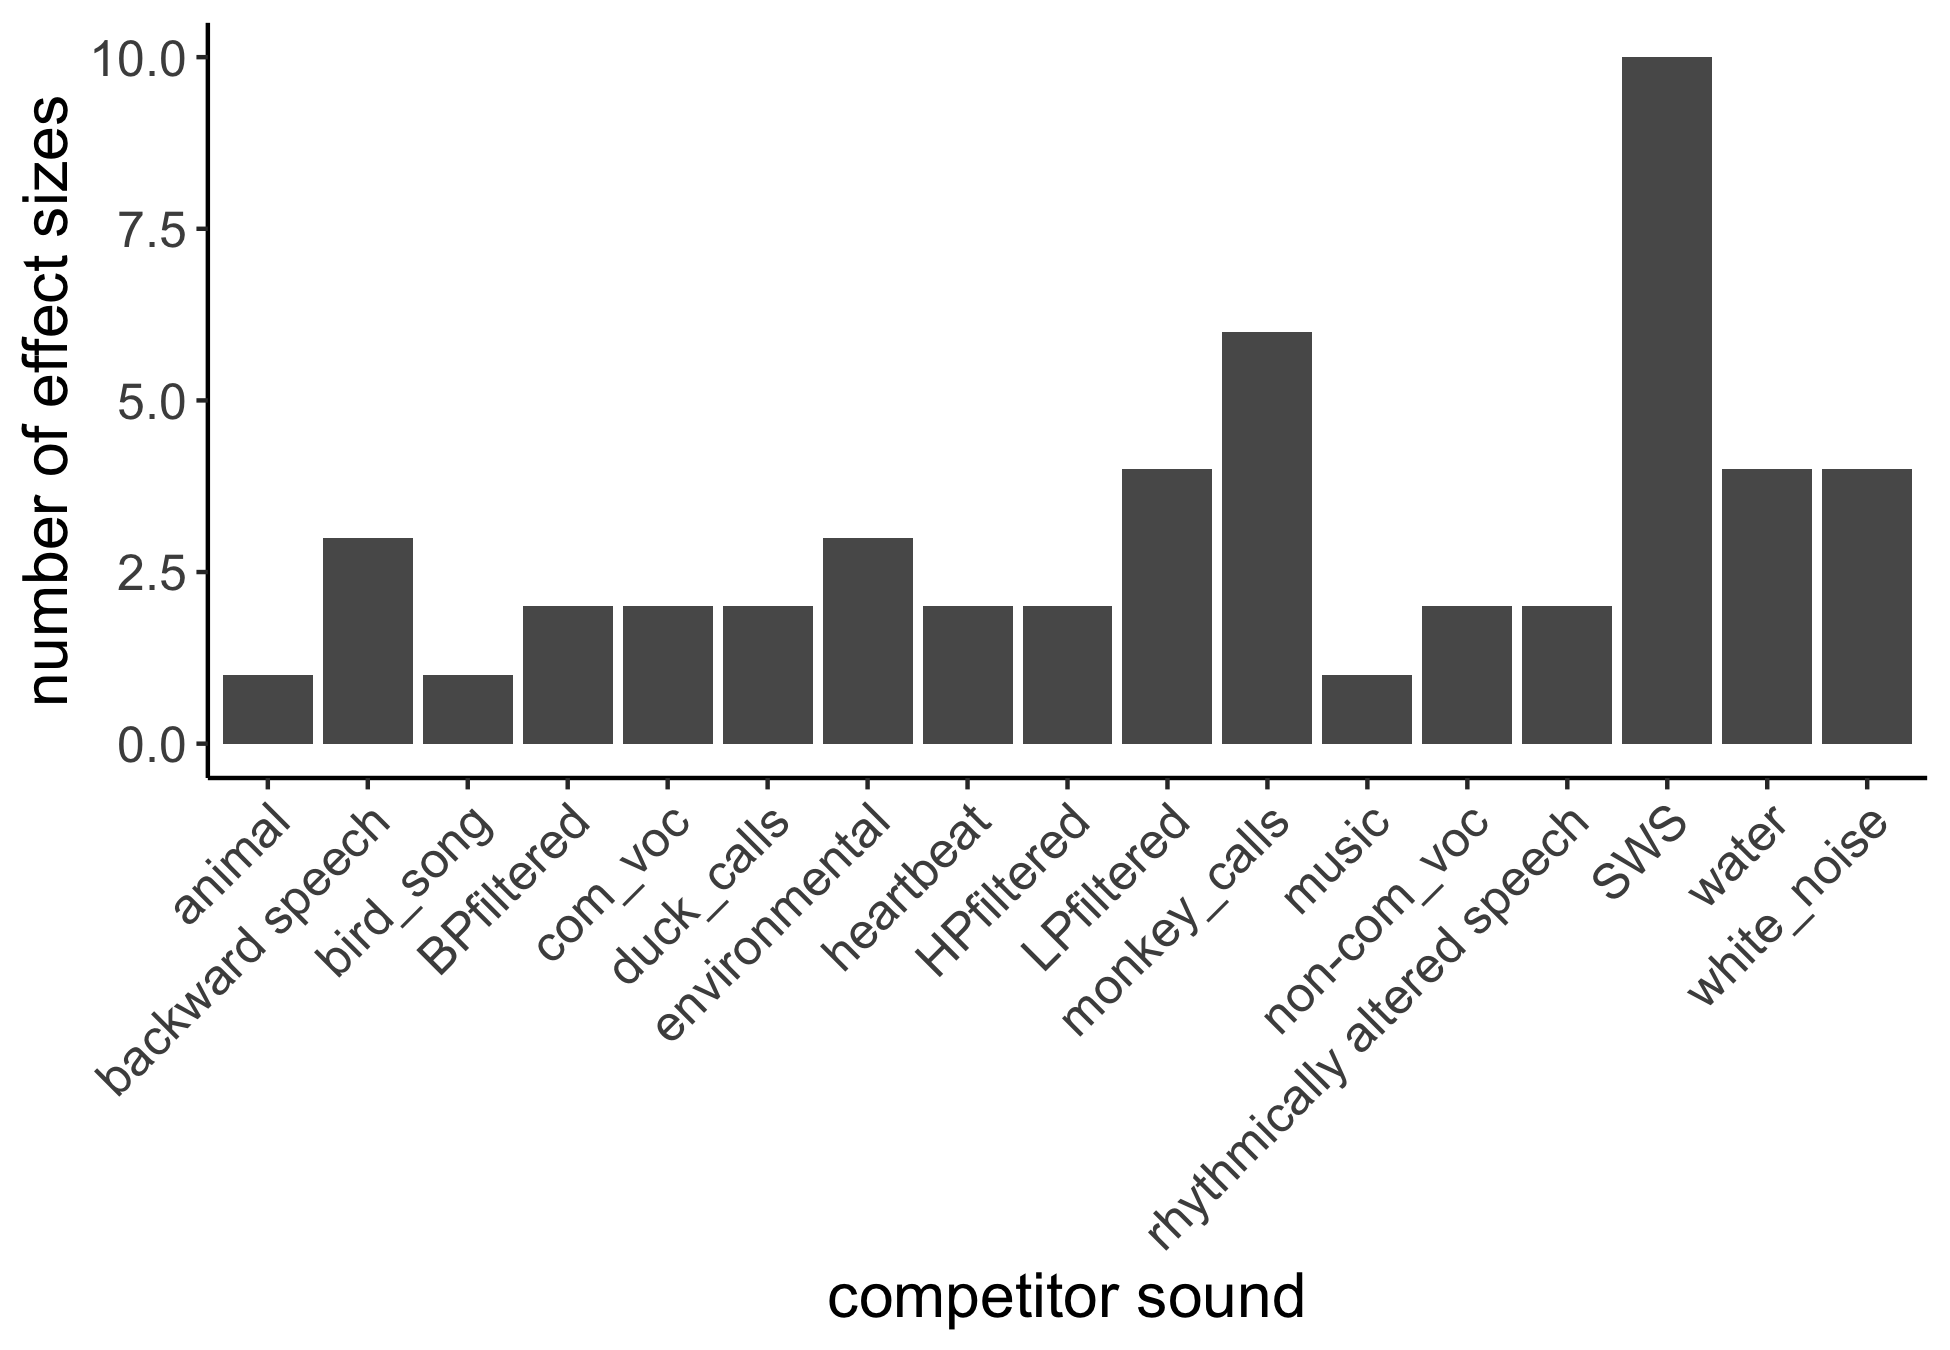 number of effect sizes
10.0
7.5
5.0
2.5
0.0
animal
backward speech
bird_song
BPfiltered
com_voc
duck_calls
environmental
heartbeat
HPfiltered
LPfiltered
monkey_calls
music
non-com_voc
rhythmically altered speech
SWS
water
white_noise
competitor sound